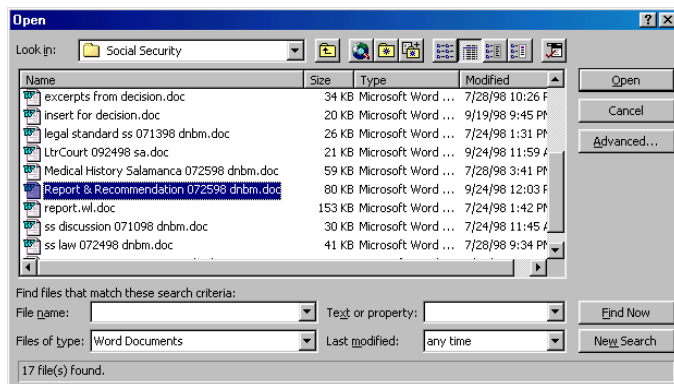 Open
Look in: Social Security
Name Size Type Modified
excerpts from decision.doc 34 KB Microsoft Word ... 7/28/98 10:26 P
insert for decision.doc 20 KB Microsoft Word ... 9/19/98 9:45 PM
legal standard ss 071398 dnbm.doc 26 KB Microsoft Word ... 7/24/98 1:31 PM
LtrCourt 092498 sa.doc 21 KB Microsoft Word ... 9/24/98 11:59 A
Medical History Salamanca 072598 dnbm.doc 59 KB Microsoft Word ... 7/28/98 3:41 PM
Report & Recommendation 072598 dnbm.doc 80 KB Microsoft Word ... 9/24/98 12:03 P
report.wl.doc 153 KB Microsoft Word ... 7/24/98 1:42 PM
ss discussion 071098 dnbm.doc 30 KB Microsoft Word ... 7/24/98 11:45 A
ss law 072498 dnbm.doc 41 KB Microsoft Word ... 7/28/98 9:34 PM
Open
Cancel
Advanced...
Find files that match these search criteria:
File name: Text or property: Find Now
Files of type: Word Documents Last modified: any time New Search
17 file(s) found.